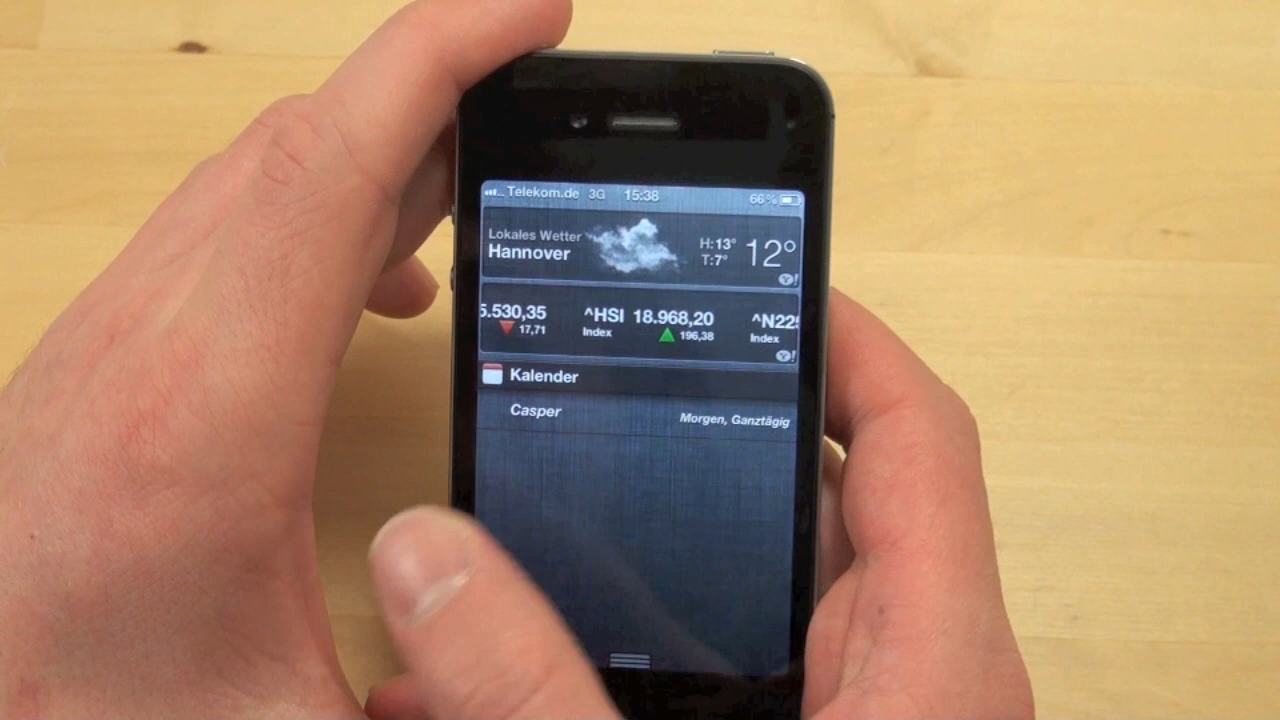 Telekom.de 3G 15:38 66%
Lokales Wetter
Hannover
H:13°
T:7°
12°
Y!
5.530,35
17,71
^HSI 18.968,20
Index 196,38
^N225
Index
Y!
Kalender
Casper Morgen, Ganztägig